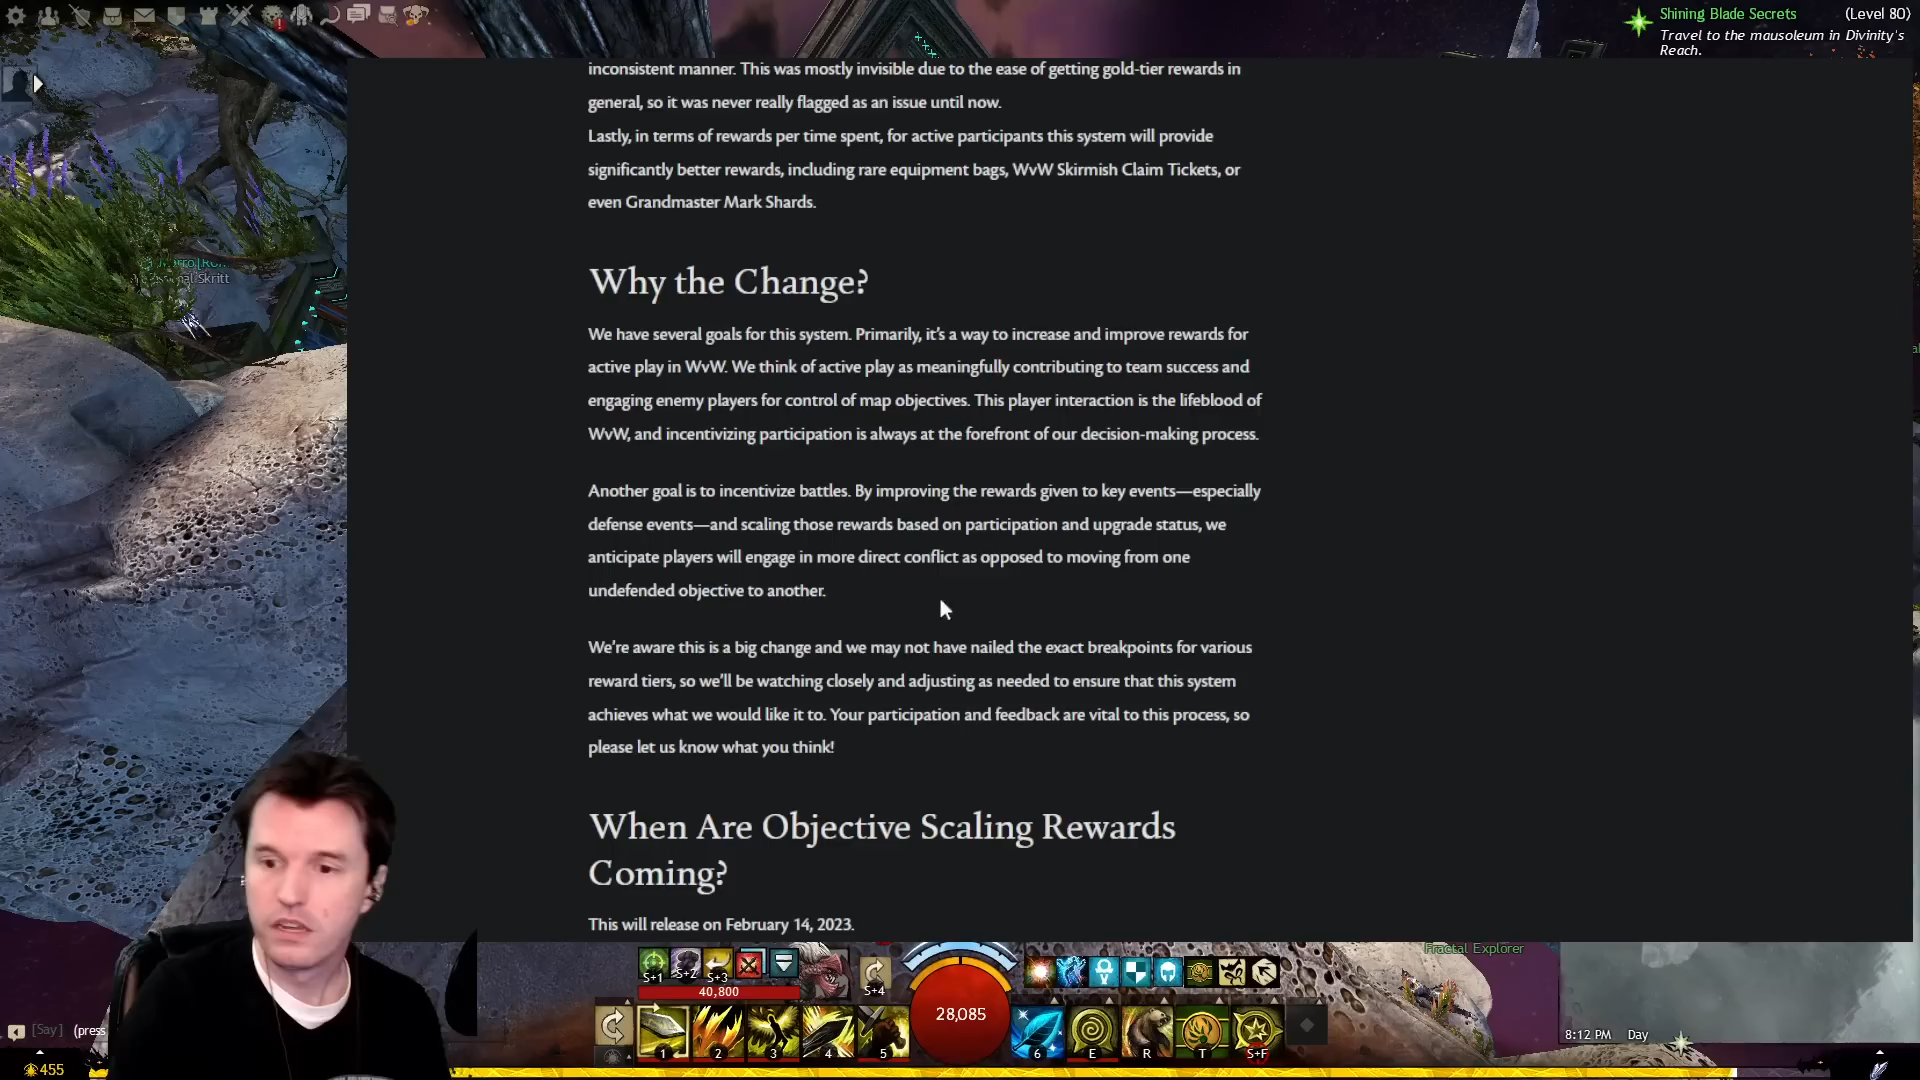 Shining Blade Secrets (Level 80)
Travel to the mausoleum in Divinity's
Reach.
inconsistent manner. This was mostly invisible due to the ease of getting gold-tier rewards in
general, so it was never really flagged as an issue until now.
Lastly, in terms of rewards per time spent, for active participants this system will provide
significantly better rewards, including rare equipment bags, WvW Skirmish Claim Tickets, or
even Grandmaster Mark Shards.
Skritt
Why the Change?
We have several goals for this system. Primarily, it's a way to increase and improve rewards for
active play in WvW. We think of active play as meaningfully contributing to team success and
engaging enemy players for control of map objectives. This player interaction is the lifeblood of
WvW, and incentivizing participation is always at the forefront of our decision-making process.
Another goal is to incentivize battles. By improving the rewards given to key events—especially
defense events—and scaling those rewards based on participation and upgrade status, we
anticipate players will engage in more direct conflict as opposed to moving from one
undefended objective to another.
We're aware this is a big change and we may not have nailed the exact breakpoints for various
reward tiers, so we'll be watching closely and adjusting as needed to ensure that this system
achieves what we would like it to. Your participation and feedback are vital to this process, so
please let us know what you think!
When Are Objective Scaling Rewards
Coming?
This will release on February 14, 2023.
Fractal Explorer
S+1 S+2 S+3 S+4
40,800
28,085
[Say] (press
8:12 PM Day
1 2 3 4 5 6 E R T S+F
455